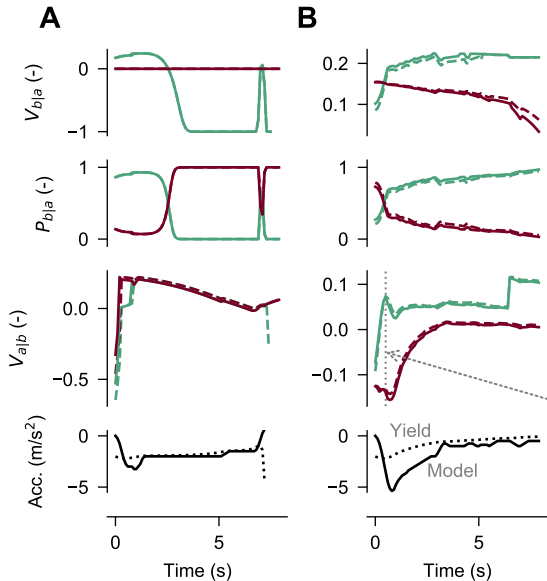 A
B
V_{b|a} (-)
0
−1
0.2
0.1
P_{b|a} (-)
1
0
1
0
V_{a|b} (-)
0.0
−0.5
0.1
0.0
−0.1
Acc. (m/s²)
0
−5
0
−5
Yield
Model
0
5
0
5
Time (s)
Time (s)